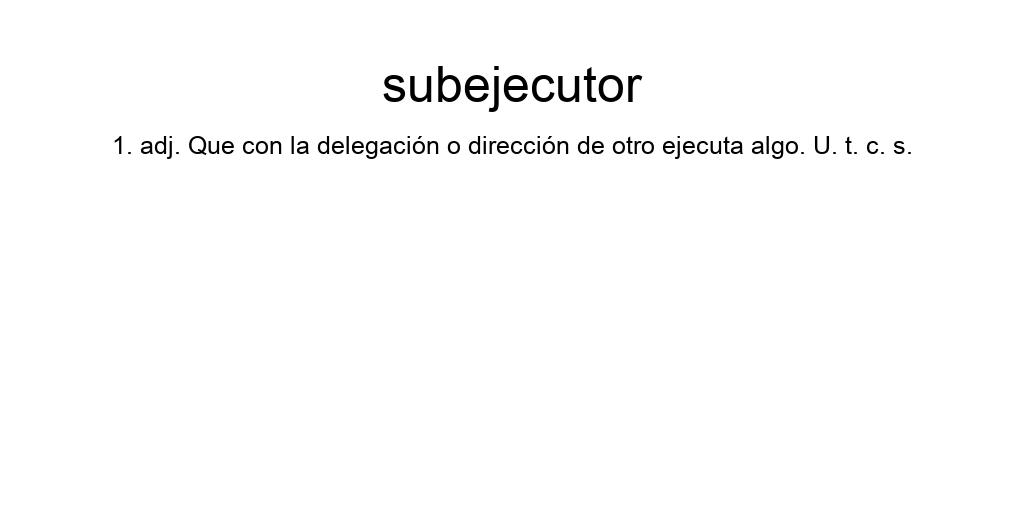 subejecutor
1. adj. Que con la delegación o dirección de otro ejecuta algo. U. t. c. s.